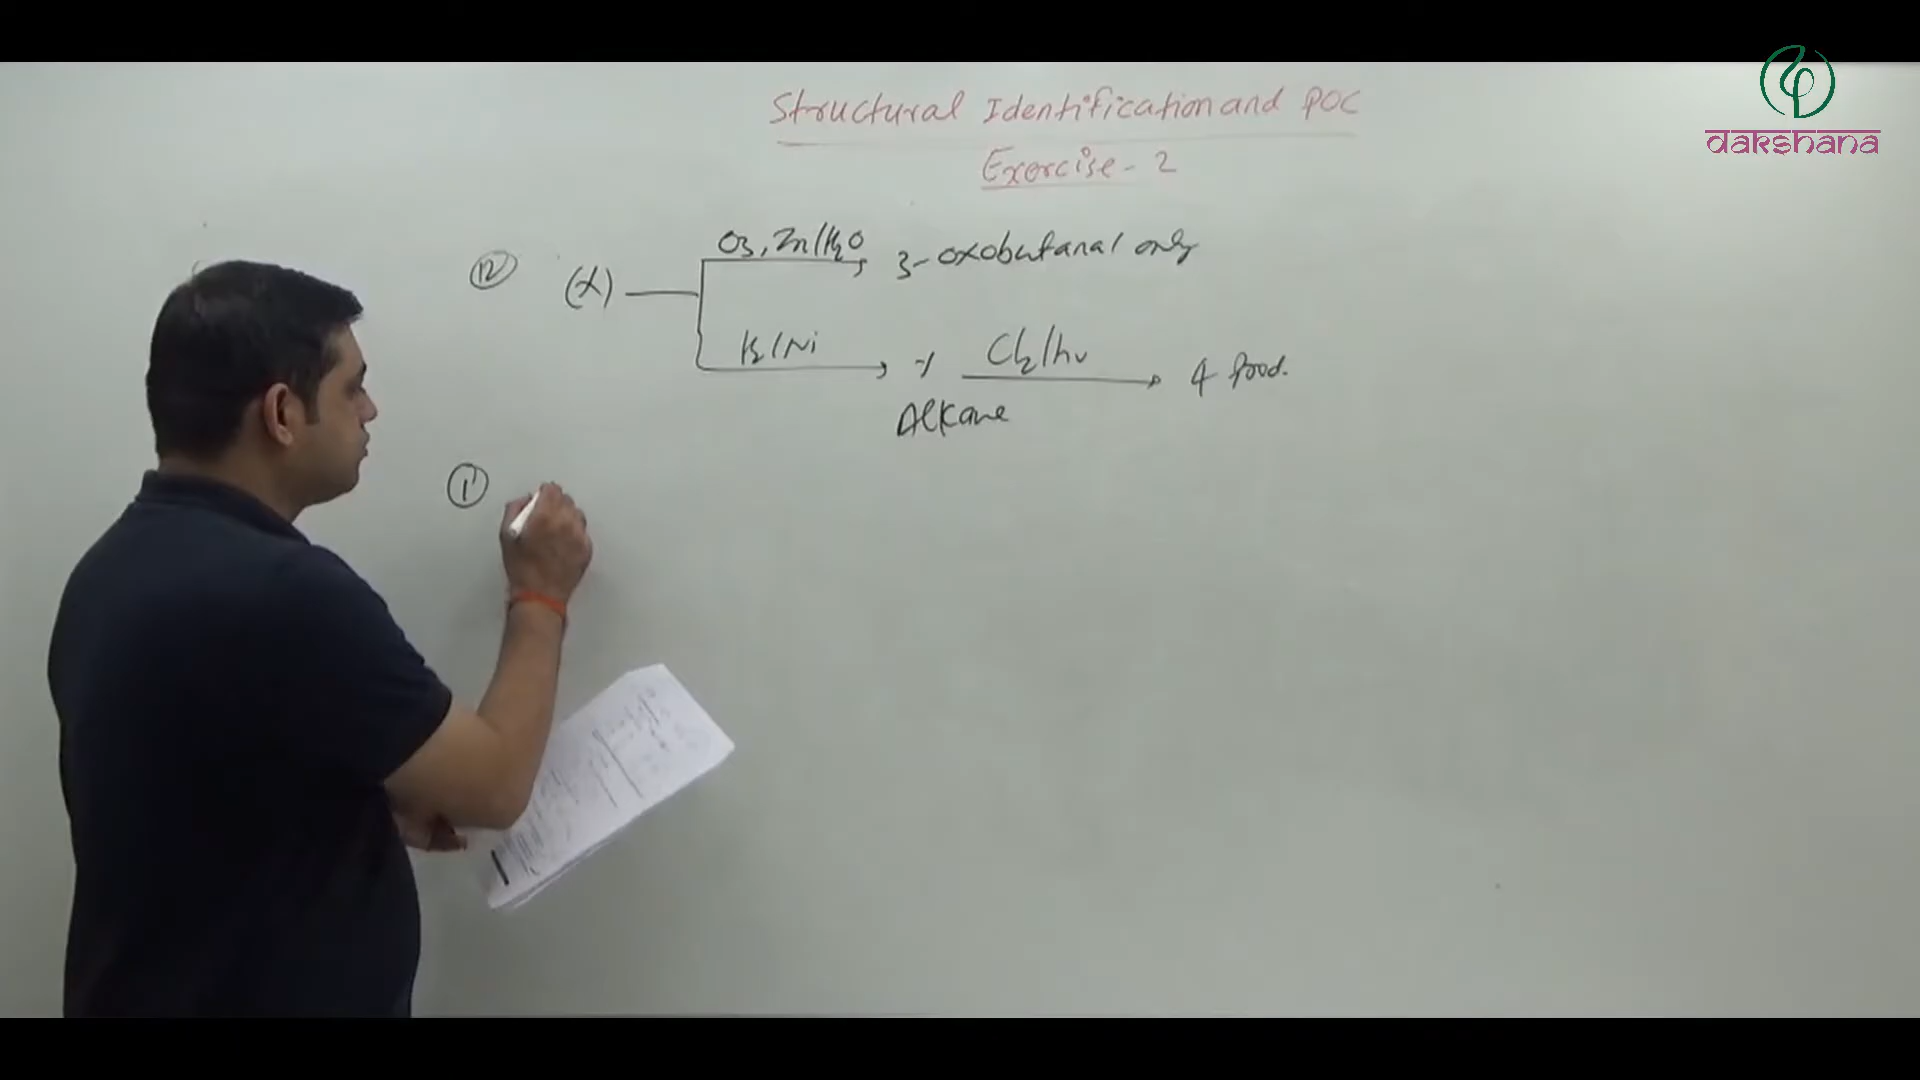 Structural Identification and POC
Exercise - 2
dakshana
12 (X) O3, Zn/H2O 3-oxobutanal only
H2/Ni Y Cl2/hν 4 Prod.
Alkane
1